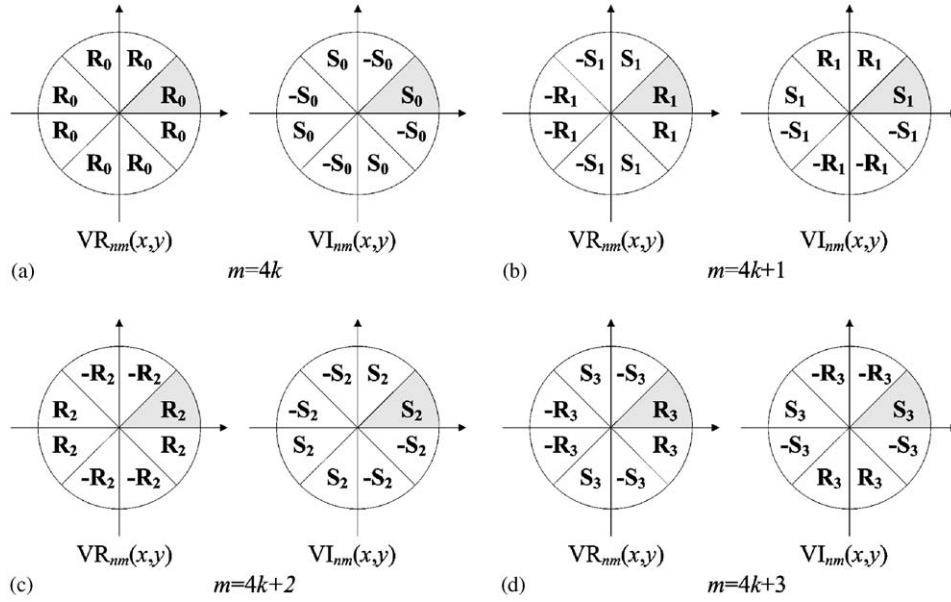 R₀ R₀ S₀ -S₀ -S₁ S₁ R₁ R₁
R₀ R₀ -S₀ S₀ -R₁ R₁ S₁ S₁
R₀ R₀ S₀ -S₀ -R₁ R₁ -S₁ -S₁
R₀ R₀ -S₀ S₀ -S₁ S₁ -R₁ -R₁
VRₙₘ(x,y) VIₙₘ(x,y) VRₙₘ(x,y) VIₙₘ(x,y)
(a) m=4k (b) m=4k+1
-R₂ -R₂ -S₂ S₂ S₃ -S₃ -R₃ -R₃
R₂ R₂ -S₂ S₂ -R₃ R₃ S₃ S₃
R₂ R₂ S₂ -S₂ -R₃ R₃ -S₃ -S₃
-R₂ -R₂ S₂ -S₂ S₃ -S₃ R₃ R₃
VRₙₘ(x,y) VIₙₘ(x,y) VRₙₘ(x,y) VIₙₘ(x,y)
(c) m=4k+2 (d) m=4k+3